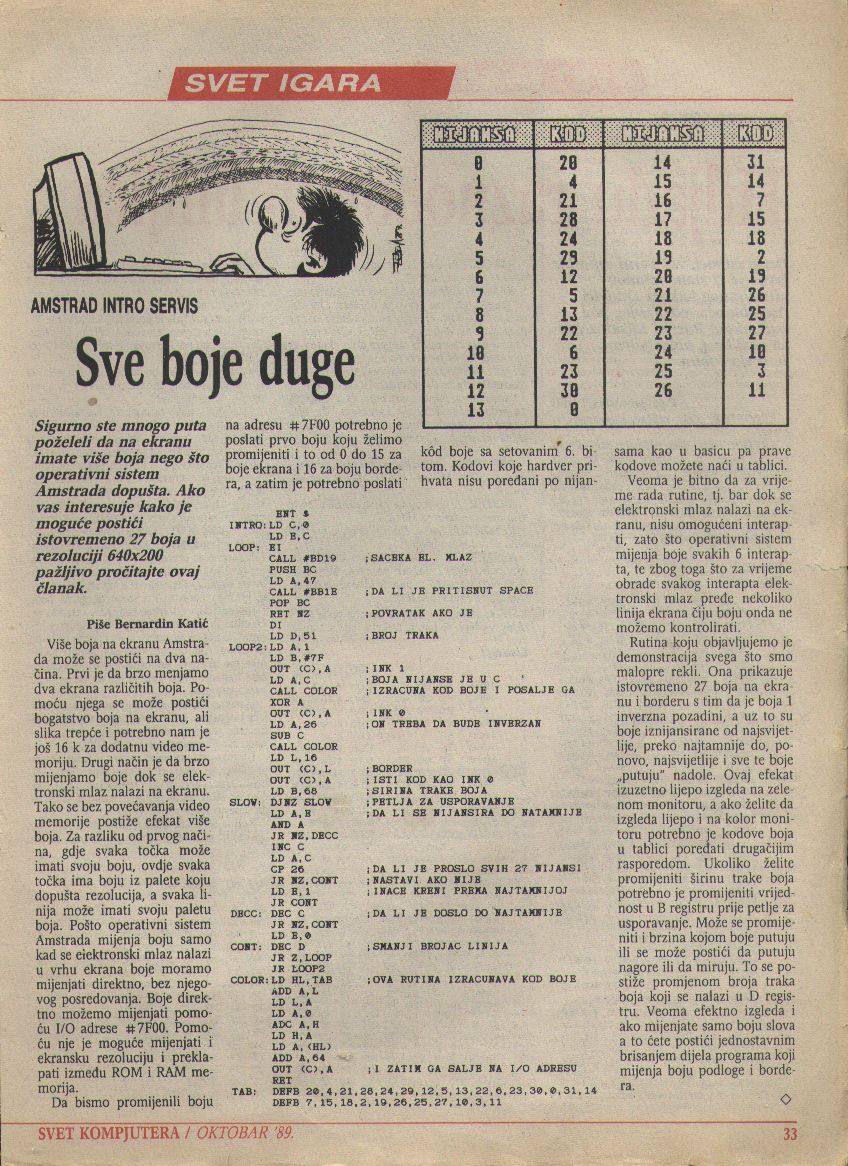 SVET IGARA
NIJANSA KOD NIJANSA KOD
0 20 14 31
1 4 15 14
2 21 16 7
3 28 17 15
4 24 18 18
5 29 19 2
6 12 20 19
7 5 21 26
8 13 22 25
9 22 23 27
10 6 24 10
11 23 25 3
12 30 26 11
13 0
AMSTRAD INTRO SERVIS
Sve boje duge
Sigurno ste mnogo puta
poželeli da na ekranu
imate više boja nego što
operativni sistem
Amstrada dopušta. Ako
vas interesuje kako je
moguće postići
istovremeno 27 boja u
rezoluciji 640x200
pažljivo pročitajte ovaj
članak.
Piše Bernardin Katić
Više boja na ekranu Amstra-
da može se postići na dva na-
čina. Prvi je da brzo menjamo
dva ekrana različitih boja. Po-
moću njega se može postići
bogatstvo boja na ekranu, ali
slika trepće i potrebno nam je
još 16 k za dodatnu video me-
moriju. Drugi način je da brzo
mijenjamo boje dok se elek-
tronski mlaz nalazi na ekranu.
Tako se bez povećavanja video
memorije postiže efekat više
boja. Za razliku od prvog nači-
na, gdje svaka točka može
imati svoju boju, ovdje svaka
točka ima boju iz palete koju
dopušta rezolucija, a svaka li-
nija može imati svoju paletu
boja. Pošto operativni sistem
Amstrada mijenja boju samo
kad se eiektronski mlaz nalazi
u vrhu ekrana boje moramo
mijenjati direktno, bez njego-
vog posredovanja. Boje direk-
tno možemo mijenjati pomo-
ću I/O adrese #7F00. Pomo-
ću nje je moguće mijenjati i
ekransku rezoluciju i prekla-
pati između ROM i RAM me-
morija.
Da bismo promijenili boju
na adresu #7F00 potrebno je
poslati prvo boju koju želimo
promijeniti i to od 0 do 15 za
boje ekrana i 16 za boju borde-
ra, a zatim je potrebno poslati
kôd boje sa setovanim 6. bi-
tom. Kodovi koje hardver pri-
hvata nisu poređani po nijan-
ENT $
INTRO: LD C,0
LD E,C
LOOP: EI
CALL #BD19 ;SACEKA EL. MLAZ
PUSH BC
LD A,47
CALL #BB1E ;DA LI JE PRITISNUT SPACE
POP BC
RET NZ ;POVRATAK AKO JE
DI
LD D,51 ;BROJ TRAKA
LOOP2: LD A,1
LD B,#7F
OUT (C),A ;INK 1
LD A,C ;BOJA NIJANSE JE U C
CALL COLOR ;IZRACUNA KOD BOJE I POSALJE GA
XOR A
OUT (C),A ;INK 0
LD A,26 ;ON TREBA DA BUDE INVERZAN
SUB C
CALL COLOR
LD L,16
OUT (C),L ;BORDER
OUT (C),A ;ISTI KOD KAO INK 0
LD B,68 ;SIRINA TRAKE BOJA
SLOW: DJNZ SLOW ;PETLJA ZA USPORAVANJE
LD A,E ;DA LI SE NIJANSIRA DO NATAMNIJE
AND A
JR NZ,DECC
INC C
LD A,C
CP 26 ;DA LI JE PROSLO SVIH 27 NIJANSI
JR NZ,CONT ;NASTAVI AKO NIJE
LD E,1 ;INACE KRENI PREMA NAJTAMNIJOJ
JR CONT
DECC: DEC C ;DA LI JE DOSLO DO NAJTAMNIJE
JR NZ,CONT
LD E,0
CONT: DEC D ;SMANJI BROJAC LINIJA
JR Z,LOOP
JR LOOP2
COLOR: LD HL,TAB ;OVA RUTINA IZRACUNAVA KOD BOJE
ADD A,L
LD L,A
LD A,0
ADC A,H
LD H,A
LD A,(HL)
ADD A,64
OUT (C),A ;I ZATIM GA SALJE NA I/O ADRESU
RET
TAB: DEFB 20,4,21,28,24,29,12,5,13,22,6,23,30,0,31,14
DEFB 7,15,18,2,19,26,25,27,10,3,11
sama kao u basicu pa prave
kodove možete naći u tablici.
Veoma je bitno da za vrije-
me rada rutine, tj. bar dok se
elektronski mlaz nalazi na ek-
ranu, nisu omogućeni interap-
ti, zato što operativni sistem
mijenja boje svakih 6 interap-
ta, te zbog toga što za vrijeme
obrade svakog interapta elek-
tronski mlaz pređe nekoliko
linija ekrana čiju boju onda ne
možemo kontrolirati.
Rutina koju objavljujemo je
demonstracija svega što smo
malopre rekli. Ona prikazuje
istovremeno 27 boja na ekra-
nu i borderu s tim da je boja 1
inverzna pozadini, a uz to su
boje iznijansirane od najsvijet-
lije, preko najtamnije do, po-
novo, najsvijetlije i sve te boje
„putuju” nadole. Ovaj efekat
izuzetno lijepo izgleda na zele-
nom monitoru, a ako želite da
izgleda lijepo i na kolor moni-
toru potrebno je kodove boja
u tablici poređati drugačijim
rasporedom. Ukoliko želite
promijeniti širinu trake boja
potrebno je promijeniti vrijed-
nost u B registru prije petlje za
usporavanje. Može se promije-
niti i brzina kojom boje putuju
ili se može postići da putuju
nagore ili da miruju. To se po-
stiže promjenom broja traka
boja koji se nalazi u D regis-
tru. Veoma efektno izgleda i
ako mijenjate samo boju slova
a to ćete postići jednostavnim
brisanjem dijela programa koji
mijenja boju podloge i borde-
ra.
SVET KOMPJUTERA / OKTOBAR '89.
33